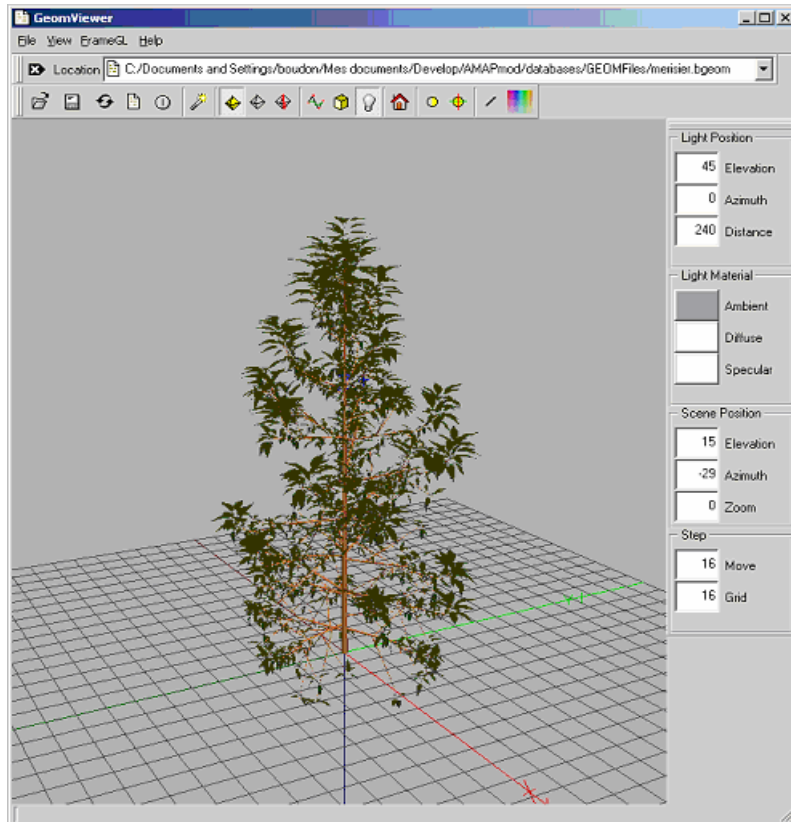 GeomViewer
File View FrameGL Help
Location C:/Documents and Settings/boudon/Mes documents/Develop/AMAPmod/databases/GEOMFiles/merisier.bgeom
Light Position
45 Elevation
0 Azimuth
240 Distance
Light Material
Ambient
Diffuse
Specular
Scene Position
15 Elevation
-29 Azimuth
0 Zoom
Step
16 Move
16 Grid